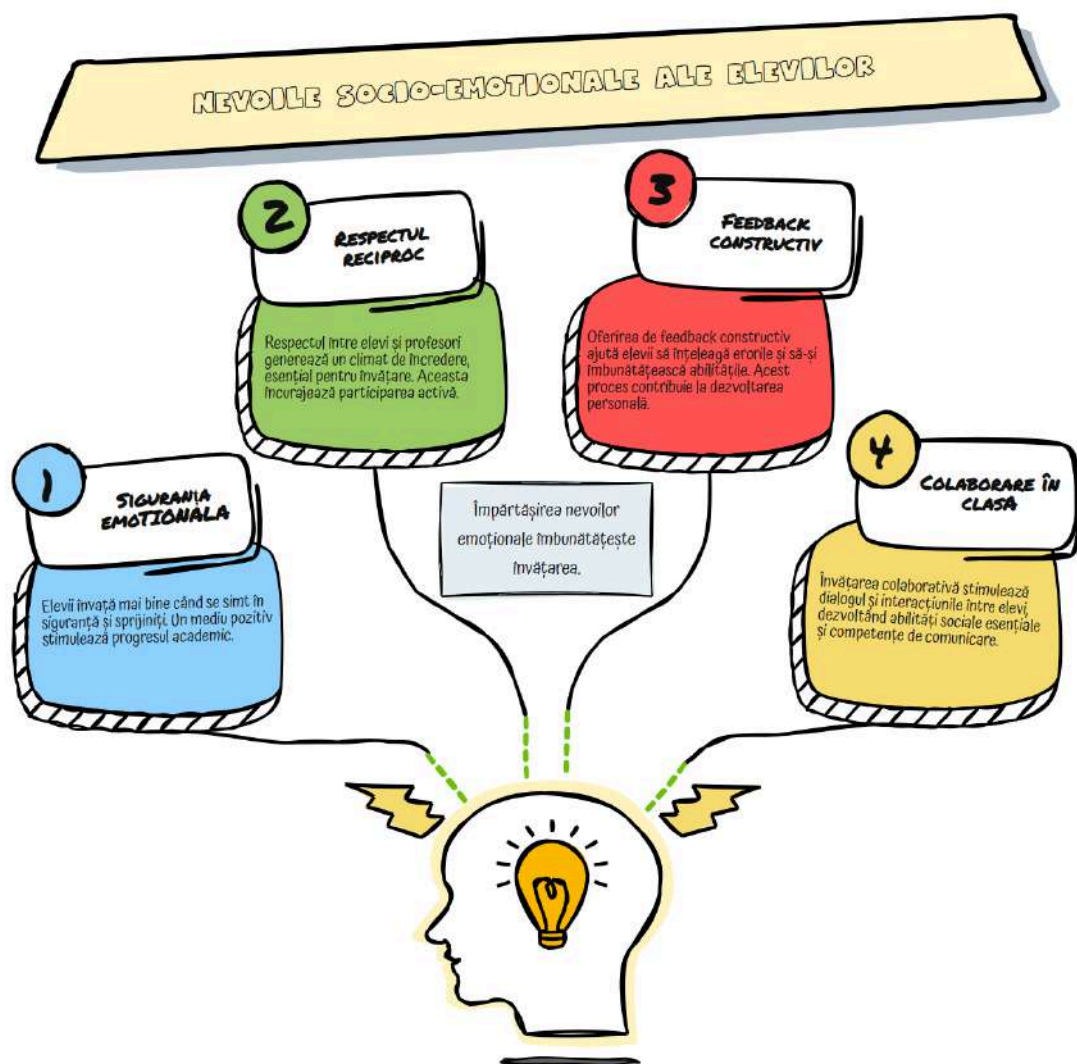 NEVOILE SOCIO-EMOTIONALE ALE ELEVILOR
1
SIGURANȚA
EMOTIONALA
Elevii învață mai bine când se simt în
siguranță și sprijiniți. Un mediu pozitiv
stimulează progresul academic.
2
RESPECTUL
RECIPROC
Respectul între elevi și profesori
generează un climat de încredere,
esențial pentru învățare. Aceasta
încurajează participarea activă.
3
FEEDBACK
CONSTRUCTIV
Oferirea de feedback constructiv
ajută elevii să înțeleagă erorile și să-și
îmbunătățească abilitățile. Acest
proces contribuie la dezvoltarea
personală.
4
COLABORARE ÎN
CLASA
Învățarea colaborativă stimulează
dialogul și interacțiunile între elevi,
dezvoltând abilități sociale esențiale
și competențe de comunicare.
Împărtășirea nevoilor
emoționale îmbunătățește
învățarea.